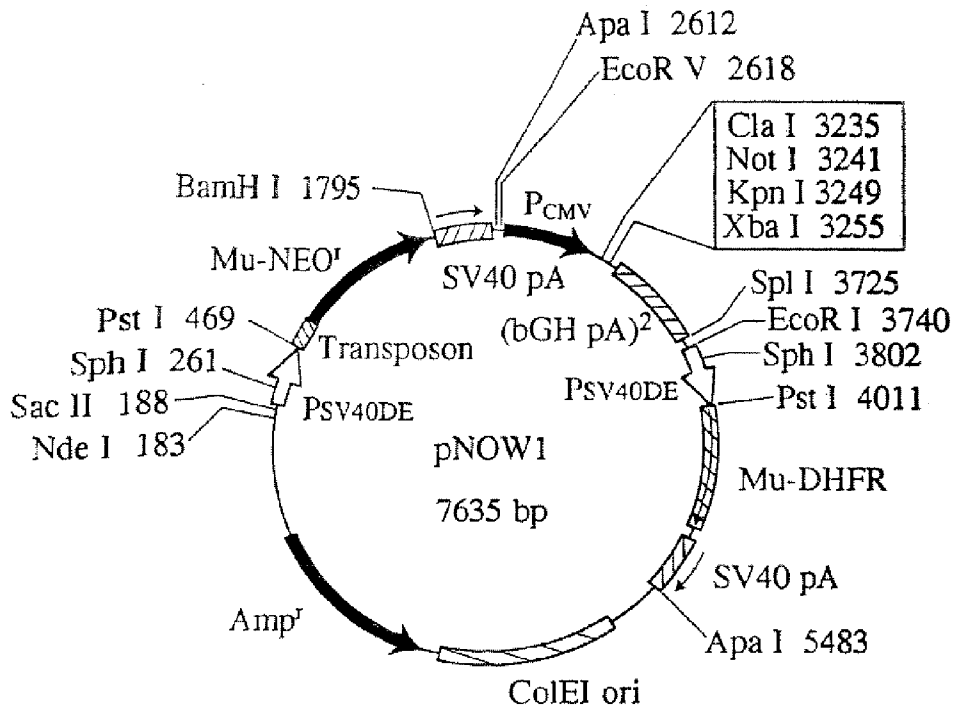 Apa I 2612
EcoR V 2618
Cla I 3235
Not I 3241
Kpn I 3249
Xba I 3255
BamH I 1795
PCMV
Mu-NEOr
SV40 pA
Spl I 3725
(bGH pA)2
EcoR I 3740
Pst I 469
Transposon
Sph I 3802
Sph I 261
PSV40DE
Pst I 4011
Sac II 188
PSV40DE
Nde I 183
pNOW1
Mu-DHFR
7635 bp
SV40 pA
Ampr
Apa I 5483
ColEI ori